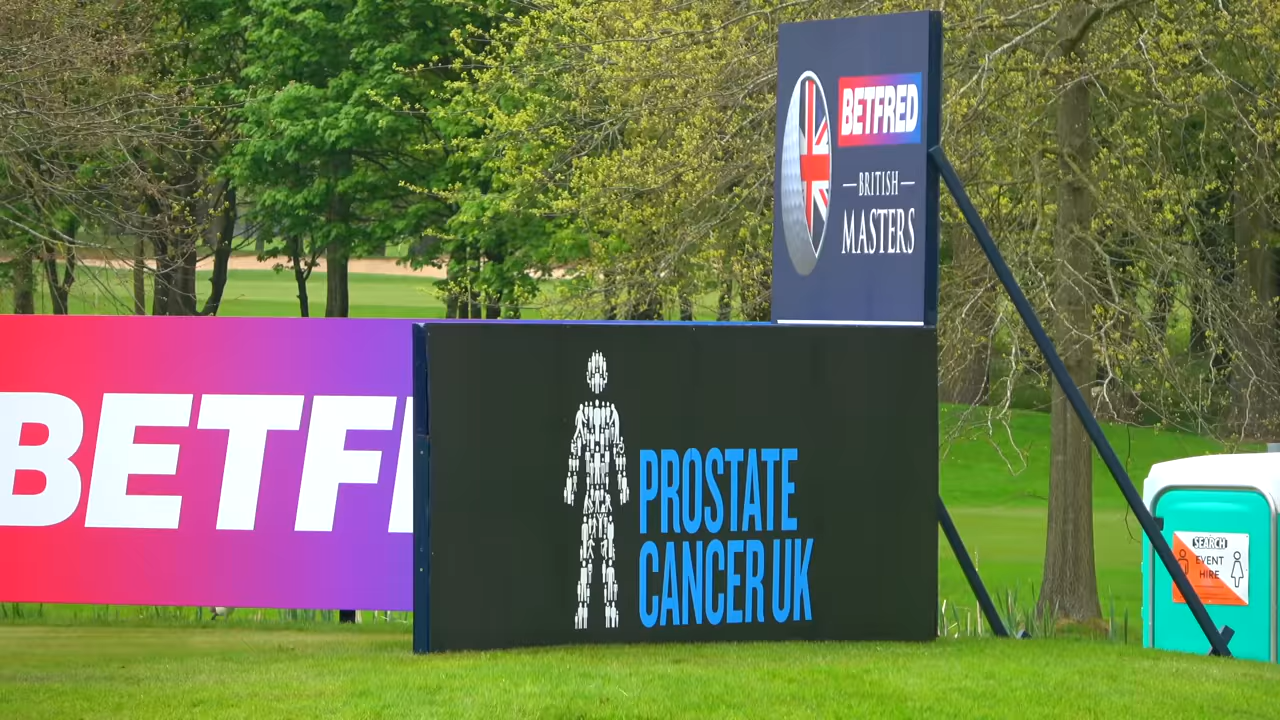 BETFRED
BRITISH
MASTERS
BETF
PROSTATE
CANCER UK
SEARCH
EVENT
HIRE